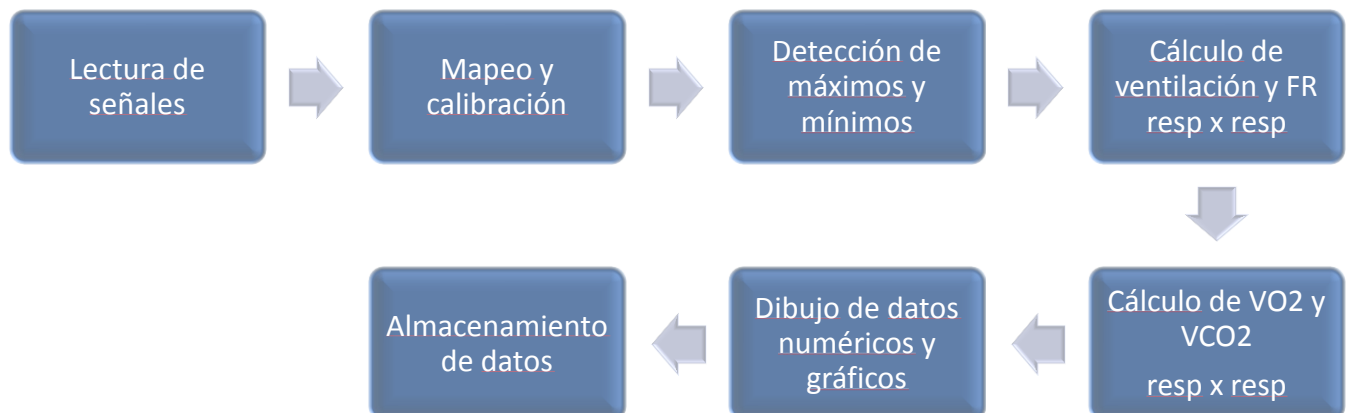 Lectura de
señales
Mapeo y
calibración
Detección de
máximos y
mínimos
Cálculo de
ventilación y FR
resp x resp
Cálculo de VO2 y
VCO2
resp x resp
Dibujo de datos
numéricos y
gráficos
Almacenamiento
de datos